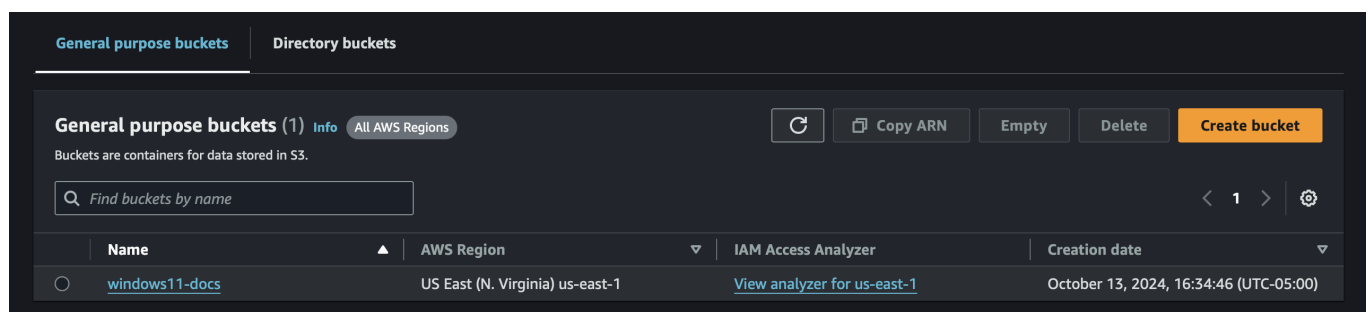 General purpose buckets Directory buckets
General purpose buckets (1) Info All AWS Regions Copy ARN Empty Delete Create bucket
Buckets are containers for data stored in S3.
Find buckets by name 1
Name AWS Region IAM Access Analyzer Creation date
windows11-docs US East (N. Virginia) us-east-1 View analyzer for us-east-1 October 13, 2024, 16:34:46 (UTC-05:00)